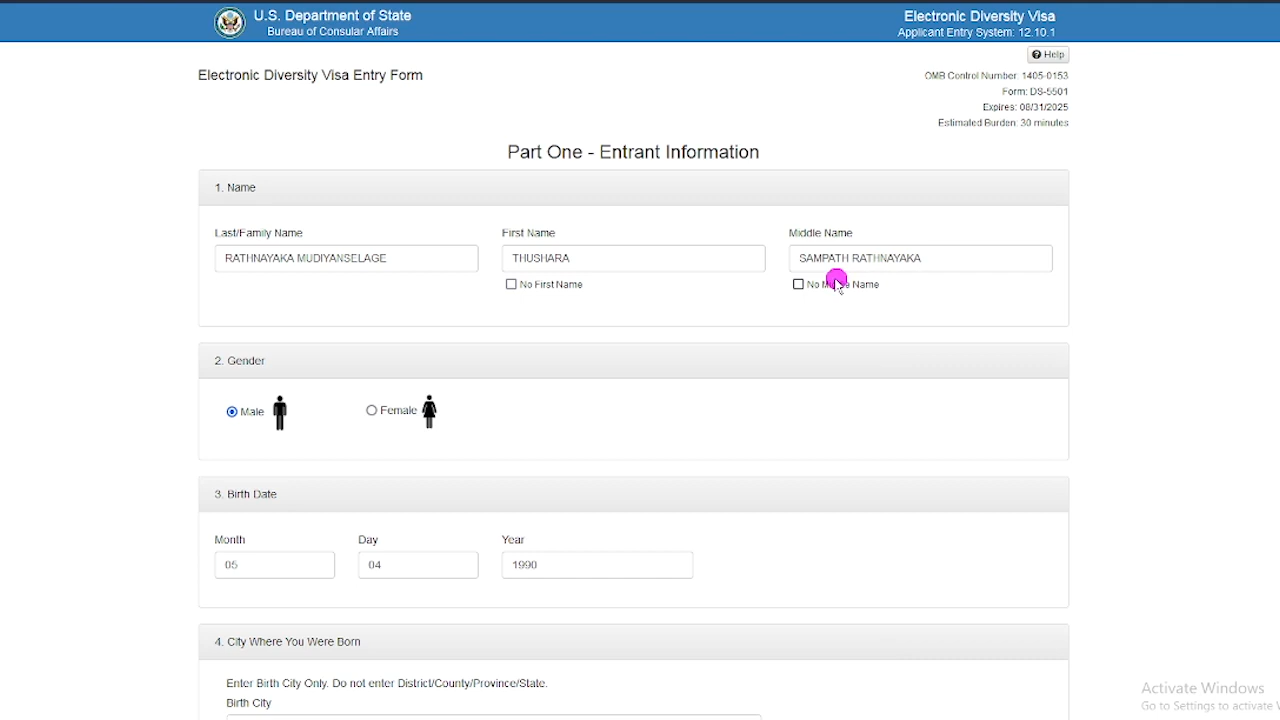 U.S. Department of State
Bureau of Consular Affairs
Electronic Diversity Visa
Applicant Entry System: 12.10.1
Help
Electronic Diversity Visa Entry Form
OMB Control Number: 1405-0153
Form: DS-5501
Expires: 08/31/2025
Estimated Burden: 30 minutes
Part One - Entrant Information
1. Name
Last/Family Name
First Name
Middle Name
RATHNAYAKA MUDIYANSELAGE
THUSHARA
SAMPATH RATHNAYAKA
No First Name
No Middle Name
2. Gender
Male
Female
3. Birth Date
Month
Day
Year
05
04
1990
4. City Where You Were Born
Enter Birth City Only. Do not enter District/County/Province/State.
Birth City
Activate Windows
Go to Settings to activate